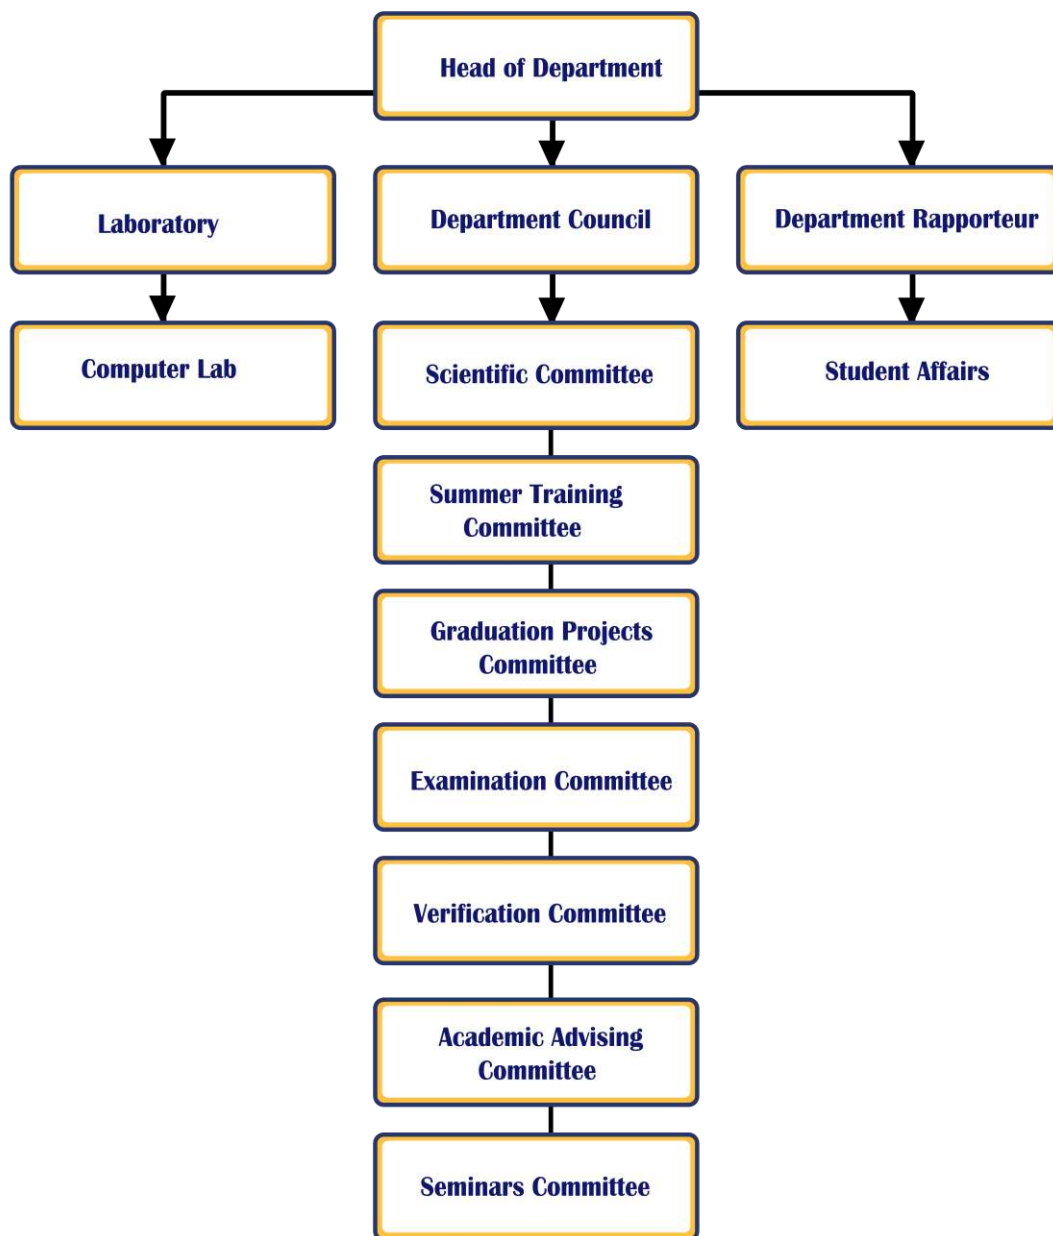 Head of Department
Laboratory
Department Council
Department Rapporteur
Computer Lab
Scientific Committee
Student Affairs
Summer Training
Committee
Graduation Projects
Committee
Examination Committee
Verification Committee
Academic Advising
Committee
Seminars Committee